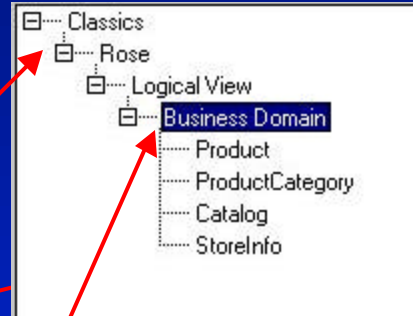 Classics
Rose
Logical View
Business Domain
Product
ProductCategory
Catalog
StoreInfo